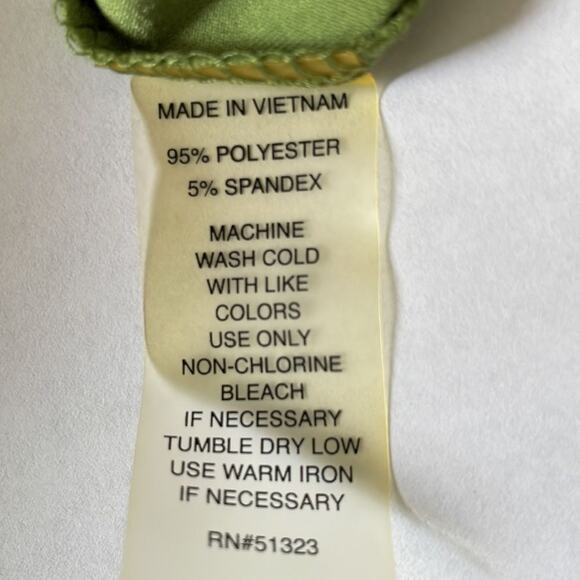 MADE IN VIETNAM
95% POLYESTER
5% SPANDEX
MACHINE
WASH COLD
WITH LIKE
COLORS
USE ONLY
NON-CHLORINE
BLEACH
IF NECESSARY
TUMBLE DRY LOW
USE WARM IRON
IF NECESSARY
RN#51323